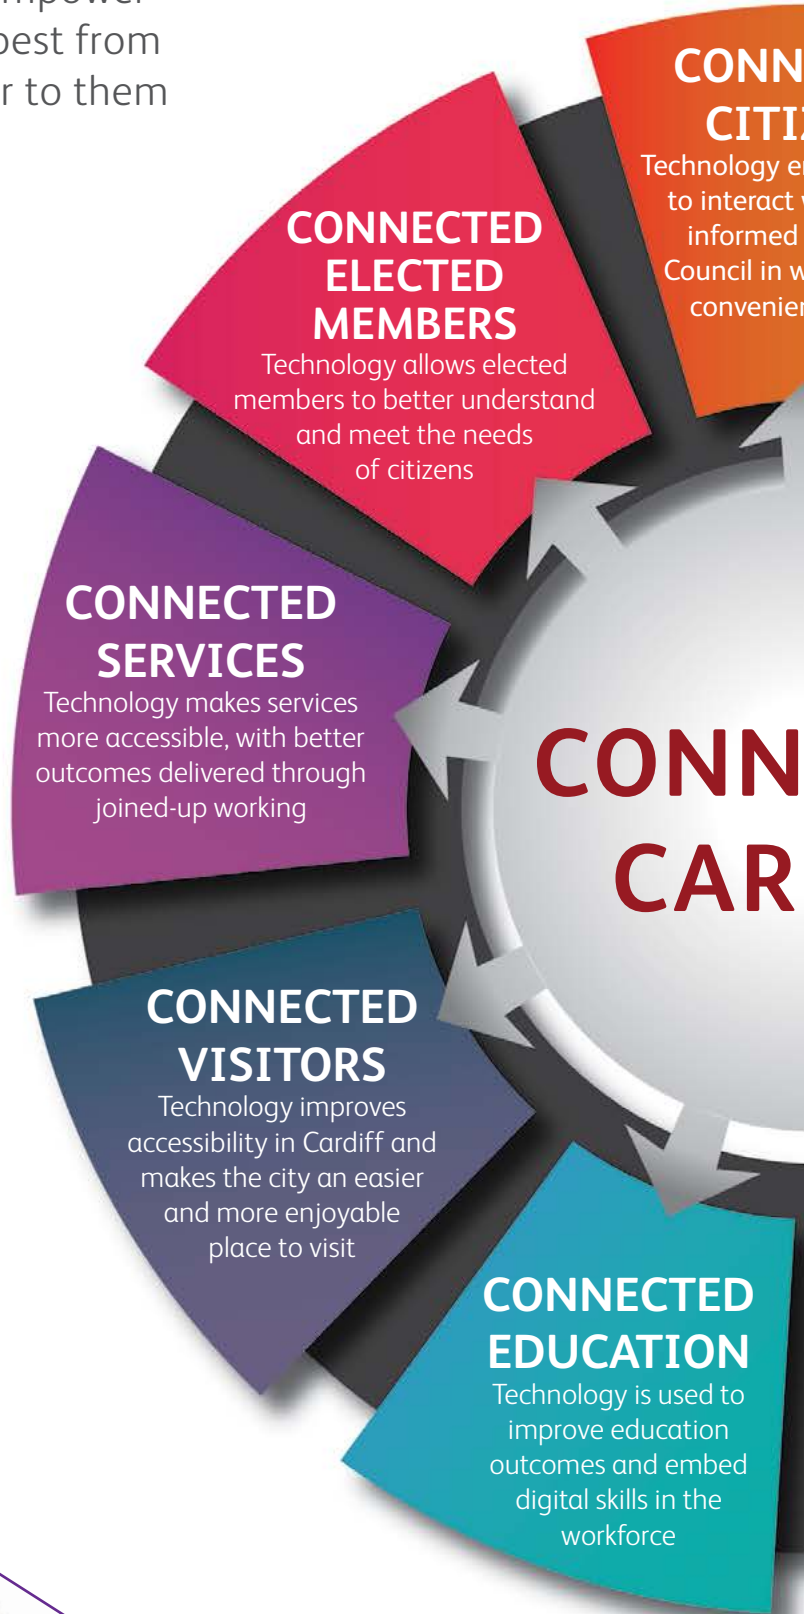 best from
r to them
CONN
CITI
Technology e
to interact
informed
Council in w
convenie
CONNECTED
ELECTED
MEMBERS
Technology allows elected
members to better understand
and meet the needs
of citizens
CONNECTED
SERVICES
Technology makes services
more accessible, with better
outcomes delivered through
joined-up working
CONN
CAR
CONNECTED
VISITORS
Technology improves
accessibility in Cardiff and
makes the city an easier
and more enjoyable
place to visit
CONNECTED
EDUCATION
Technology is used to
improve education
outcomes and embed
digital skills in the
workforce